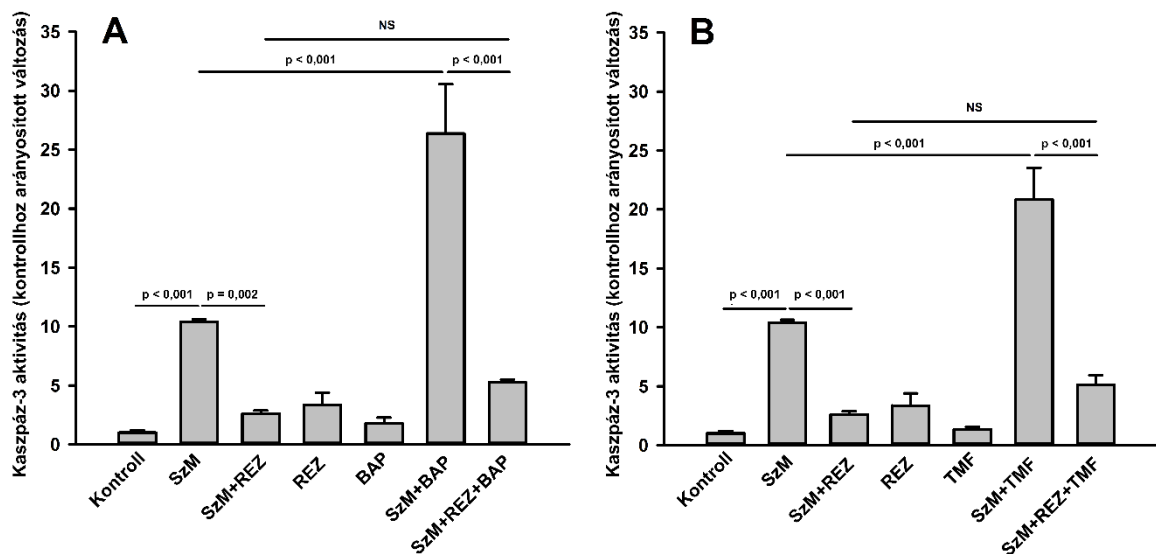 A
Kaszpáz-3 aktivitás (kontrollhoz arányosított változás)
35
30
25
20
15
10
5
0
NS
p < 0,001
p < 0,001
p < 0,001
p = 0,002
Kontroll
SzM
SzM+REZ
REZ
BAP
SzM+BAP
SzM+REZ+BAP
B
Kaszpáz-3 aktivitás (kontrollhoz arányosított változás)
35
30
25
20
15
10
5
0
NS
p < 0,001
p < 0,001
p < 0,001
p < 0,001
Kontroll
SzM
SzM+REZ
REZ
TMF
SzM+TMF
SzM+REZ+TMF